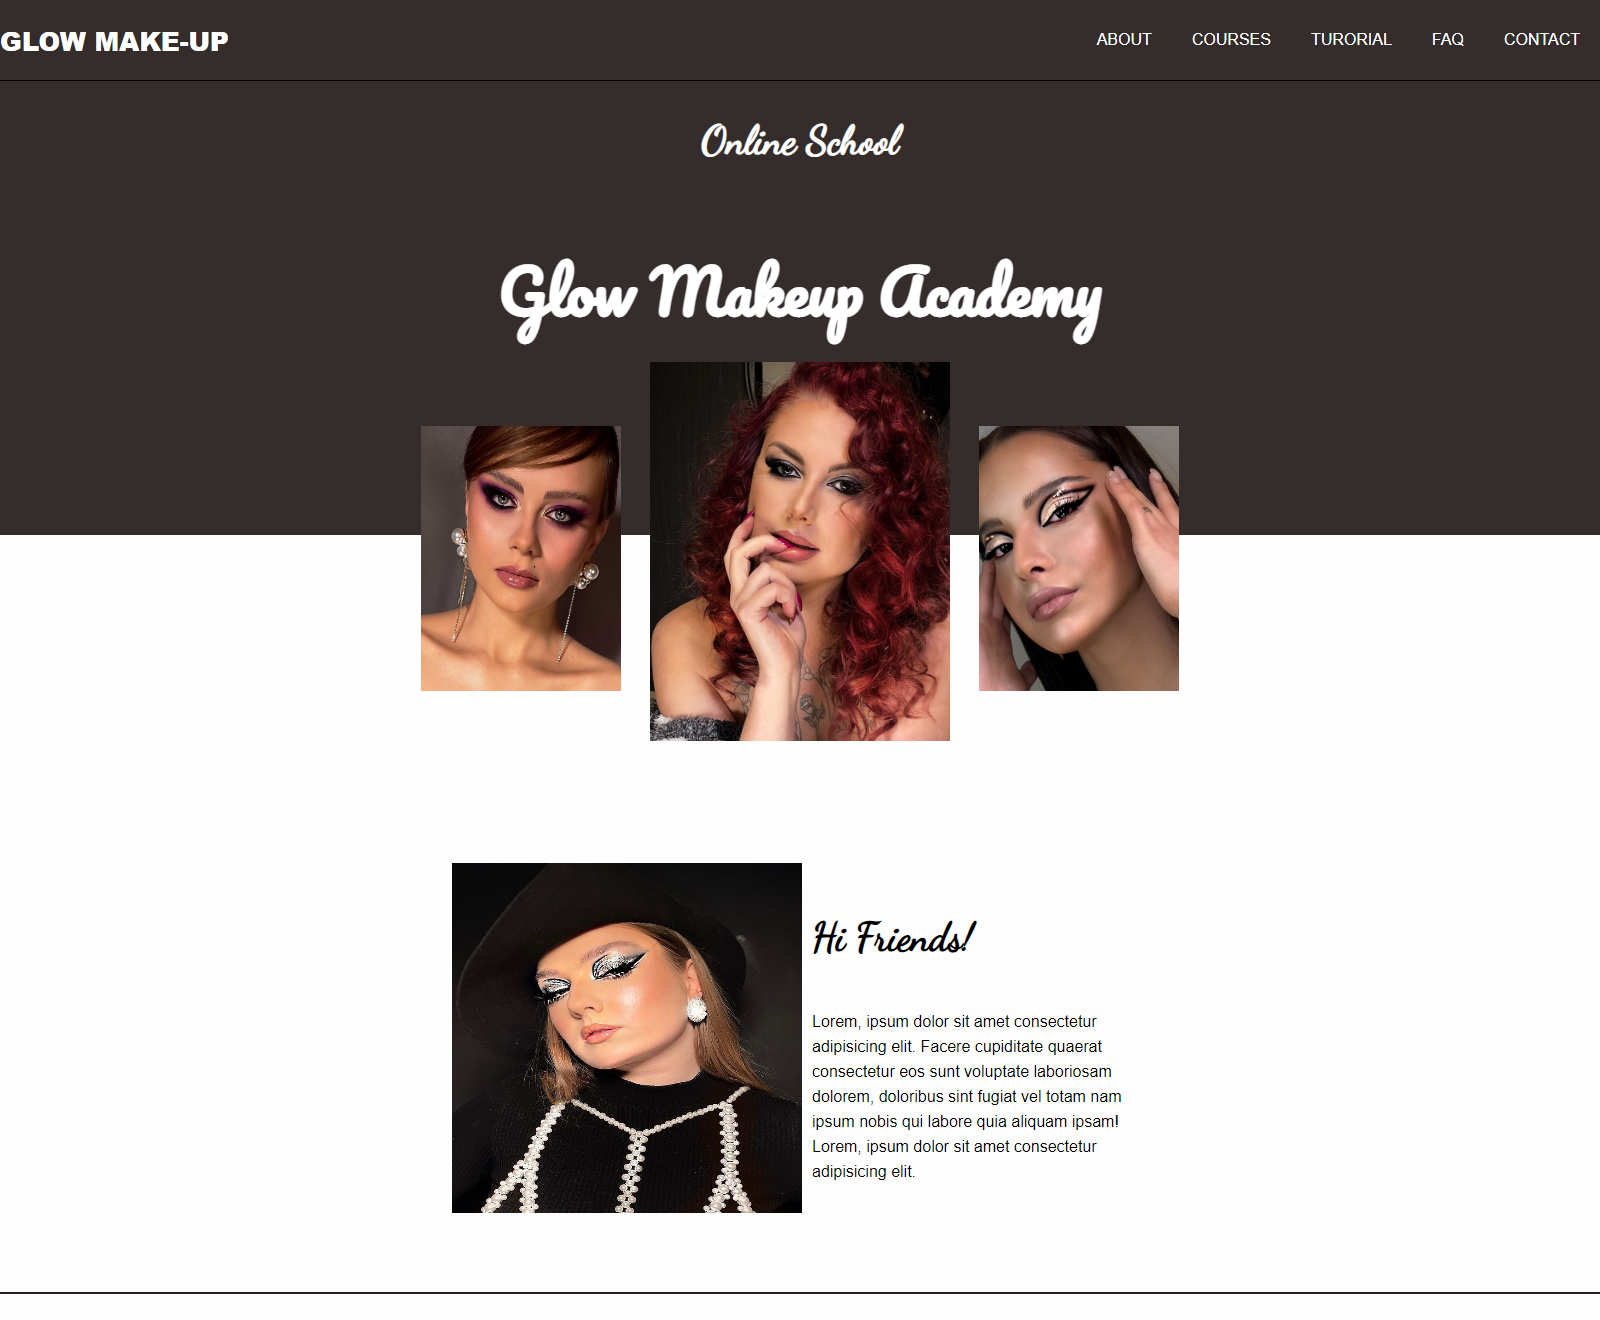 GLOW MAKE-UP
ABOUT COURSES TURORIAL FAQ CONTACT
Online School
Glow Makeup Academy
Hi Friends!
Lorem, ipsum dolor sit amet consectetur
adipisicing elit. Facere cupiditate quaerat
consectetur eos sunt voluptate laboriosam
dolorem, doloribus sint fugiat vel totam nam
ipsum nobis qui labore quia aliquam ipsam!
Lorem, ipsum dolor sit amet consectetur
adipisicing elit.